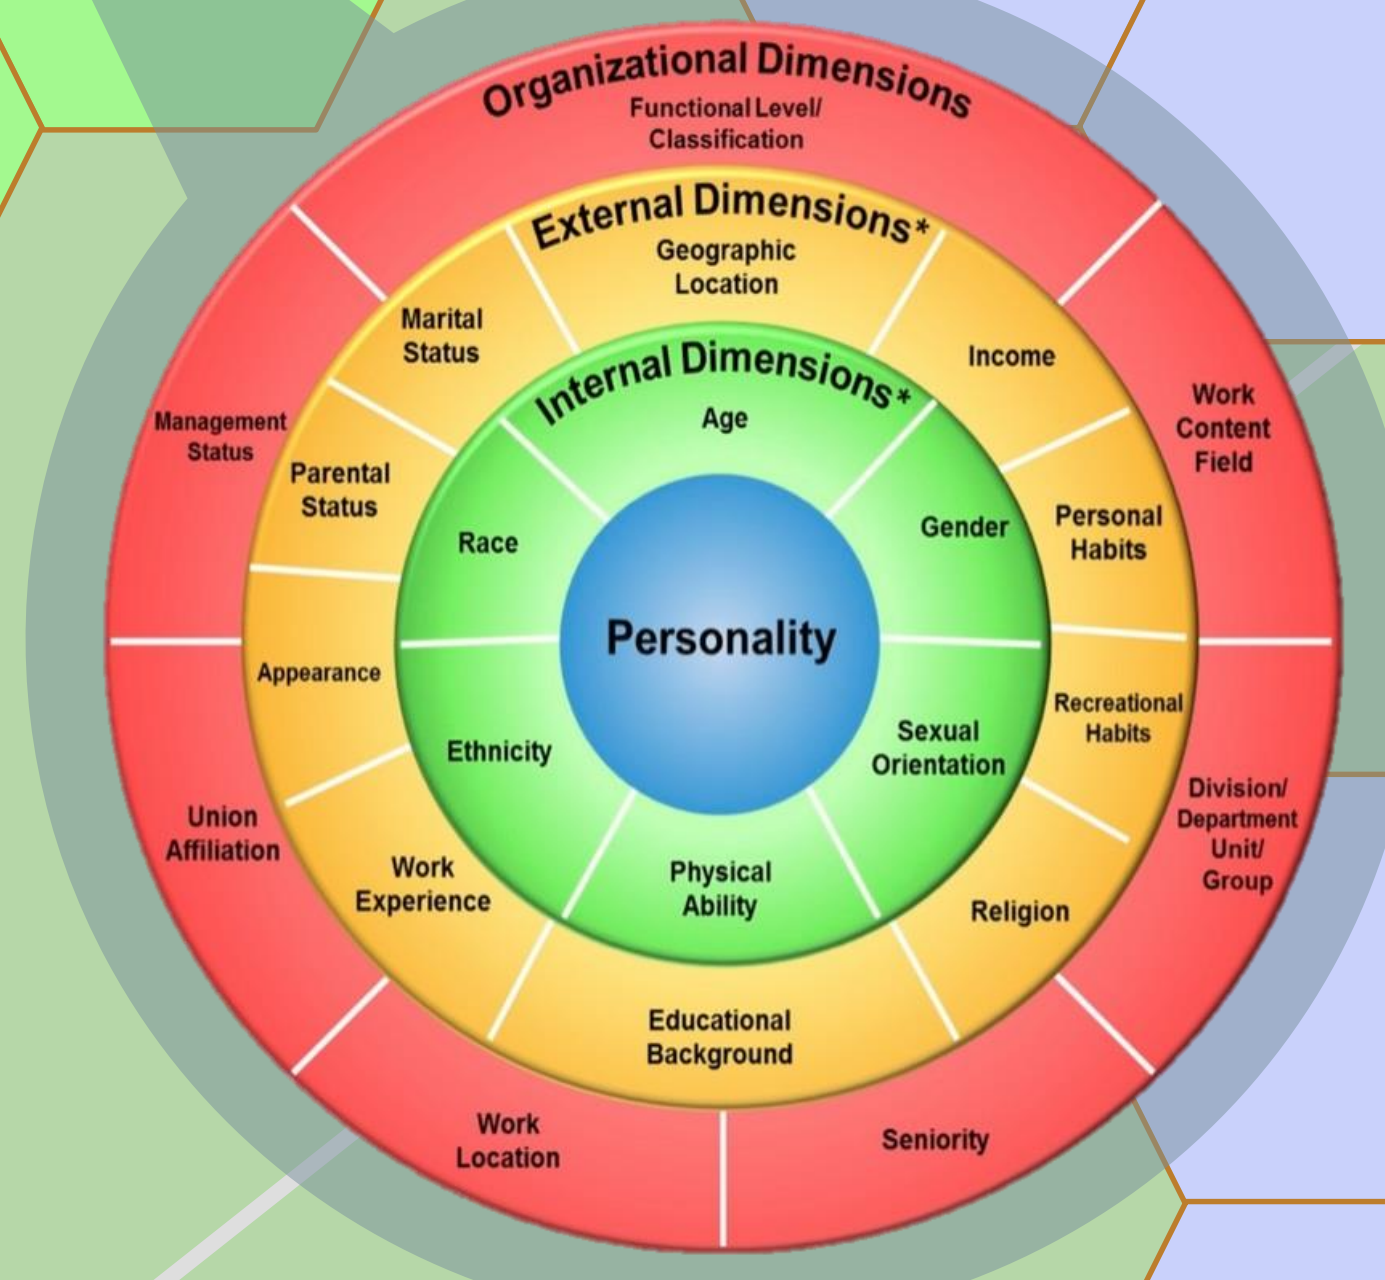 Organizational Dimensions
Functional Level/
Classification
Work
Content
Field
Division/
Department
Unit/
Group
Seniority
Work
Location
Union
Affiliation
Management
Status
External Dimensions*
Geographic
Location
Income
Personal
Habits
Recreational
Habits
Religion
Educational
Background
Work
Experience
Appearance
Parental
Status
Marital
Status
Internal Dimensions*
Age
Gender
Sexual
Orientation
Physical
Ability
Ethnicity
Race
Personality